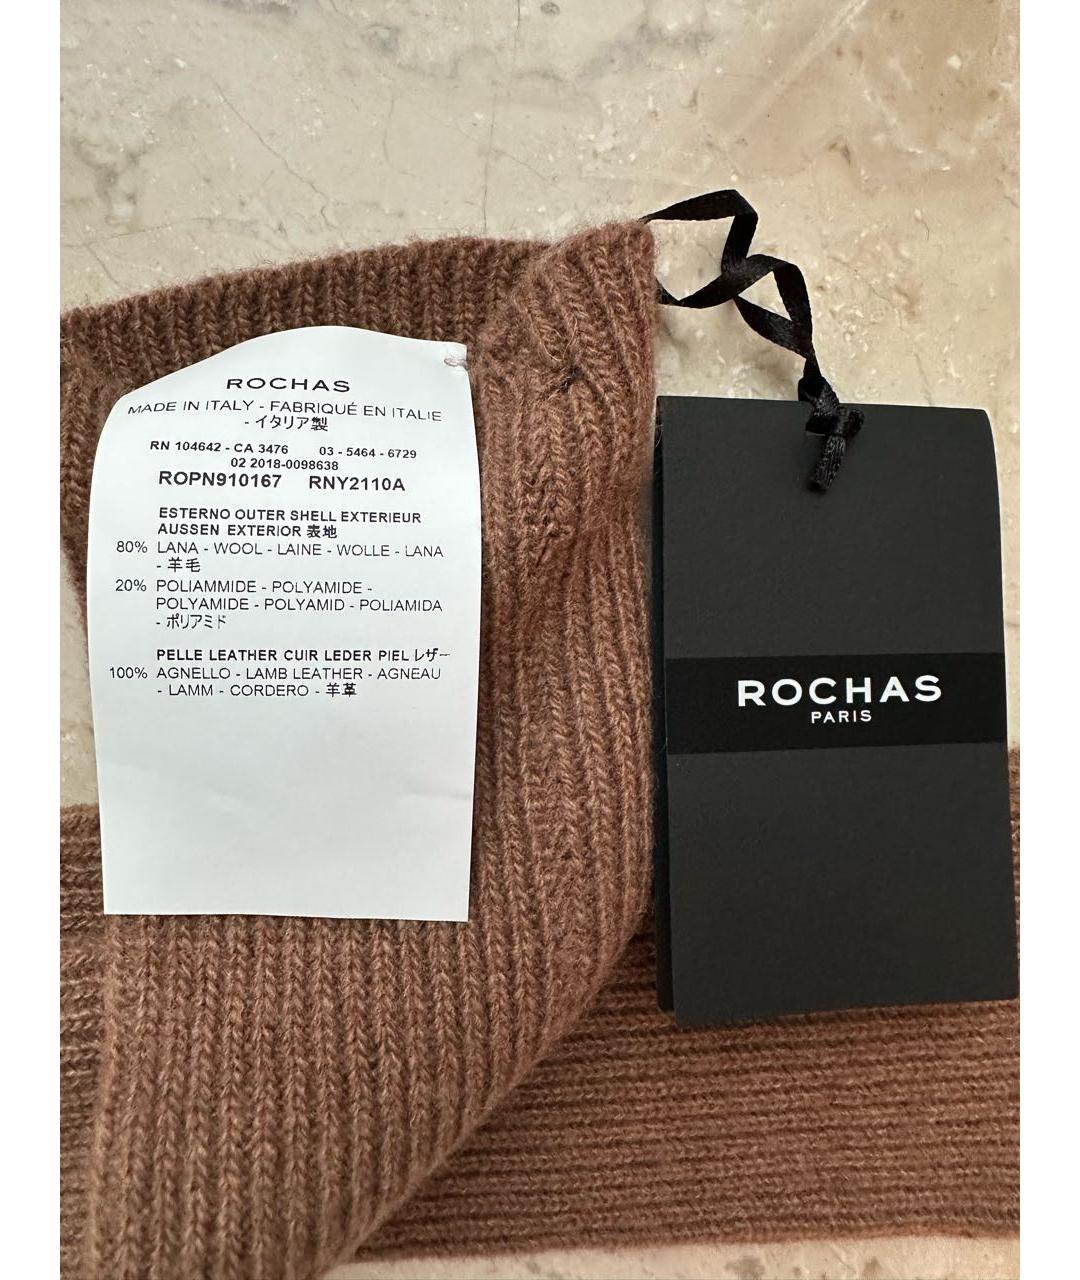 ROCHAS
MADE IN ITALY - FABRIQUÉ EN ITALIE
- イタリア製
RN 104642 - CA 3476 03 - 5464 - 6729
02 2018-0098638
ROPN910167 RNY2110A
ESTERNO OUTER SHELL EXTERIEUR
AUSSEN EXTERIOR 表地
80% LANA - WOOL - LAINE - WOLLE - LANA
- 羊毛
20% POLIAMMIDE - POLYAMIDE -
POLYAMIDE - POLYAMID - POLIAMIDA
- ポリアミド
PELLE LEATHER CUIR LEDER PIEL レザー
100% AGNELLO - LAMB LEATHER - AGNEAU
- LAMM - CORDERO - 羊革
ROCHAS
PARIS